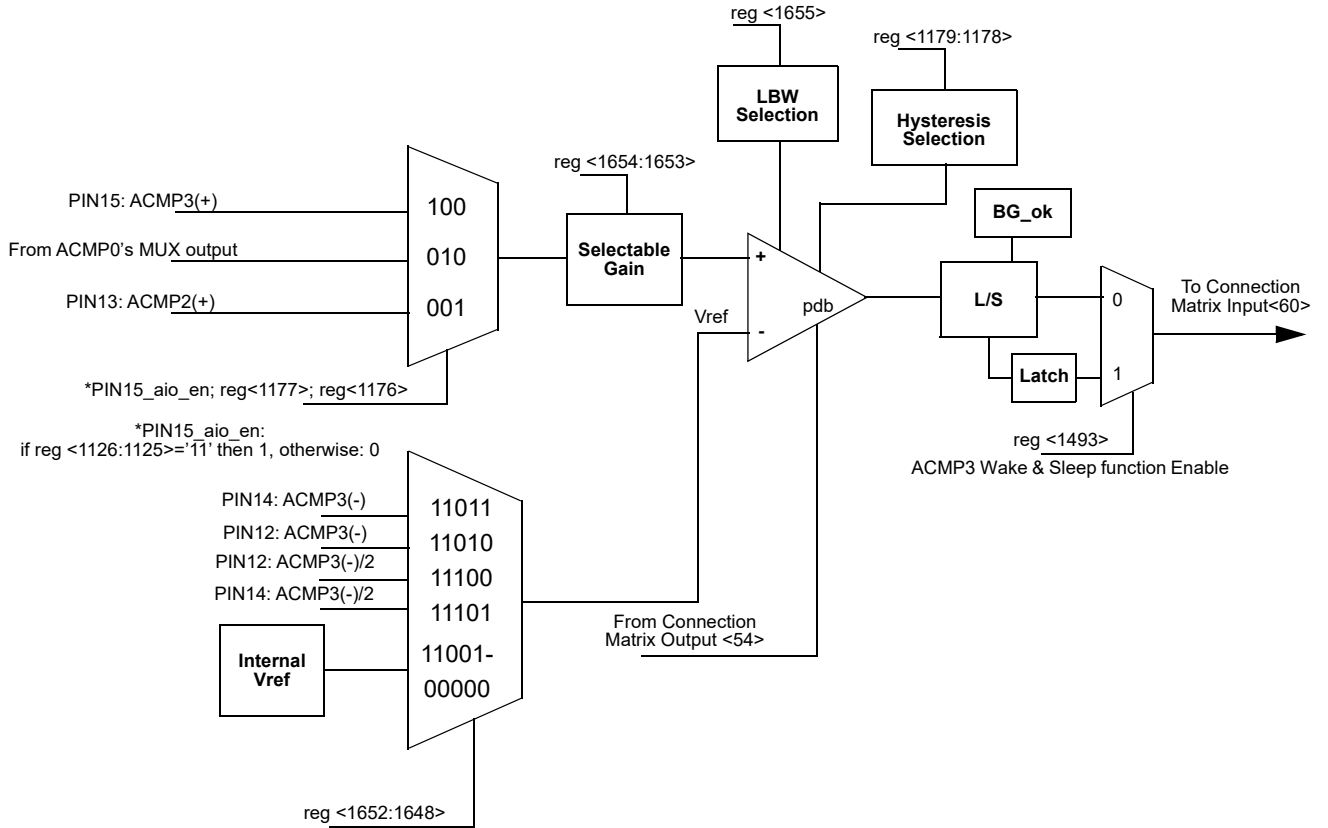 reg <1655>
reg <1179:1178>
LBW
Selection
Hysteresis
Selection
reg <1654:1653>
PIN15: ACMP3(+)
100
From ACMP0's MUX output
010
PIN13: ACMP2(+)
001
Selectable
Gain
+
-
pdb
Vref
BG_ok
L/S
Latch
0
1
To Connection
Matrix Input<60>
*PIN15_aio_en; reg<1177>; reg<1176>
*PIN15_aio_en:
if reg <1126:1125>='11' then 1, otherwise: 0
reg <1493>
ACMP3 Wake & Sleep function Enable
PIN14: ACMP3(-)
11011
PIN12: ACMP3(-)
11010
PIN12: ACMP3(-)/2
11100
PIN14: ACMP3(-)/2
11101
Internal
Vref
11001-
00000
From Connection
Matrix Output <54>
reg <1652:1648>